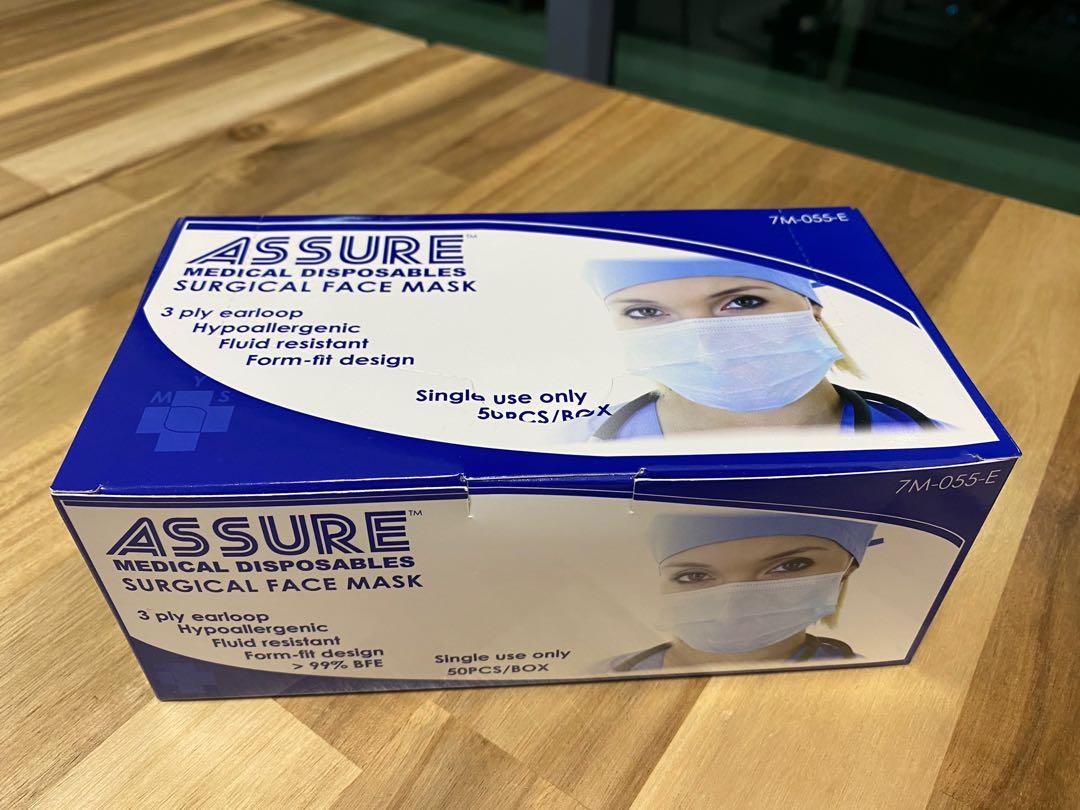 7M-055-E
ASSURE™
MEDICAL DISPOSABLES
SURGICAL FACE MASK
3 ply earloop
Hypoallergenic
Fluid resistant
Form-fit design
Single use only
50PCS/BOX
Y
M S
7M-055-E
ASSURE™
MEDICAL DISPOSABLES
SURGICAL FACE MASK
3 ply earloop
Hypoallergenic
Fluid resistant
Form-fit design
> 99% BFE
Single use only
50PCS/BOX